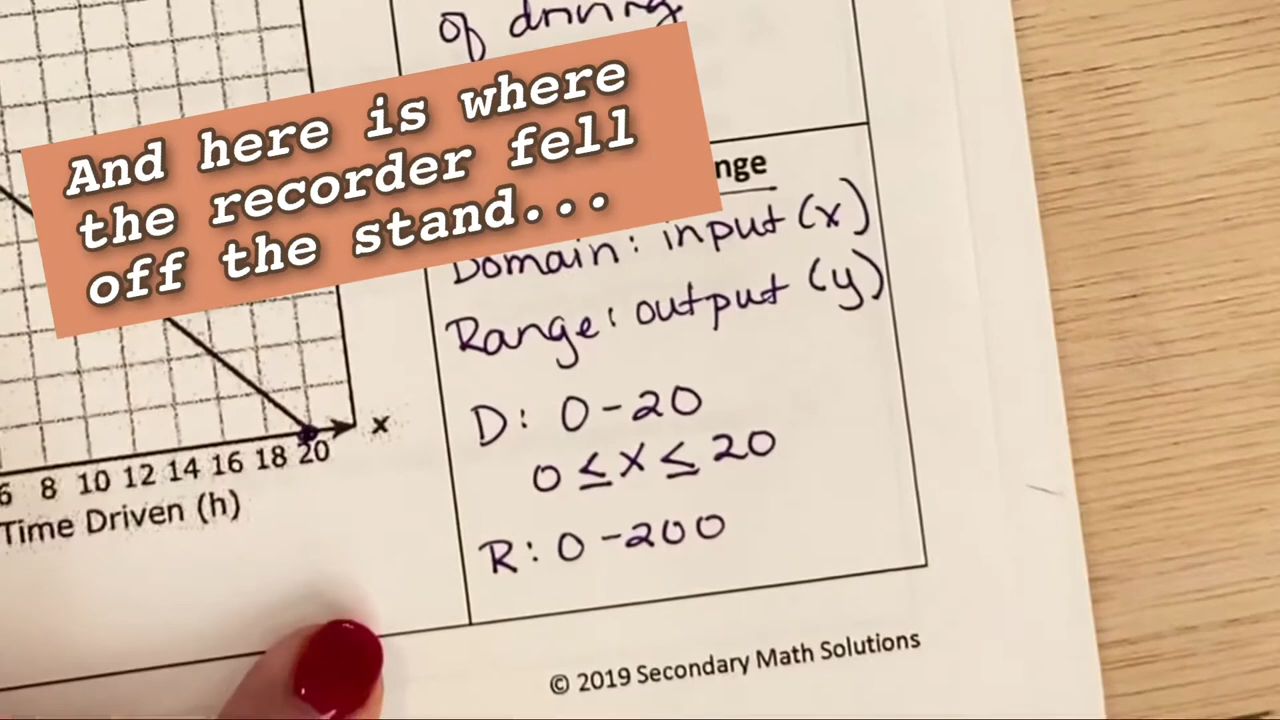 of driving
And here is where
the recorder fell
off the stand...
nge
Domain: input (x)
Range: output (y)
D: 0-20
0 ≤ x ≤ 20
R: 0-200
x
6 8 10 12 14 16 18 20
Time Driven (h)
© 2019 Secondary Math Solutions